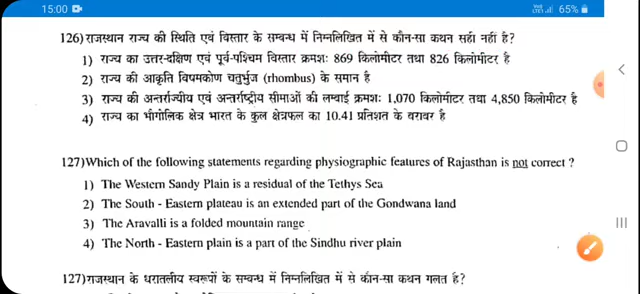 15:00 65%
126) राजस्थान राज्य की स्थिति एवं विस्तार के सम्बन्ध में निम्नलिखित में से कौन-सा कथन सही नहीं है?
1) राज्य का उत्तर-दक्षिण एवं पूर्व-पश्चिम विस्तार क्रमशः 869 किलोमीटर तथा 826 किलोमीटर है
2) राज्य की आकृति विषमकोण चतुर्भुज (rhombus) के समान है
3) राज्य की अन्तर्राज्यीय एवं अन्तर्राष्ट्रीय सीमाओं की लम्बाई क्रमशः 1,070 किलोमीटर तथा 4,850 किलोमीटर है
4) राज्य का भौगोलिक क्षेत्र भारत के कुल क्षेत्रफल का 10.41 प्रतिशत के बराबर है
127)Which of the following statements regarding physiographic features of Rajasthan is not correct ?
1) The Western Sandy Plain is a residual of the Tethys Sea
2) The South - Eastern plateau is an extended part of the Gondwana land
3) The Aravalli is a folded mountain range
4) The North - Eastern plain is a part of the Sindhu river plain
127)राजस्थान के धरातलीय स्वरूपों के सम्बन्ध में निम्नलिखित में से कौन-सा कथन गलत है?